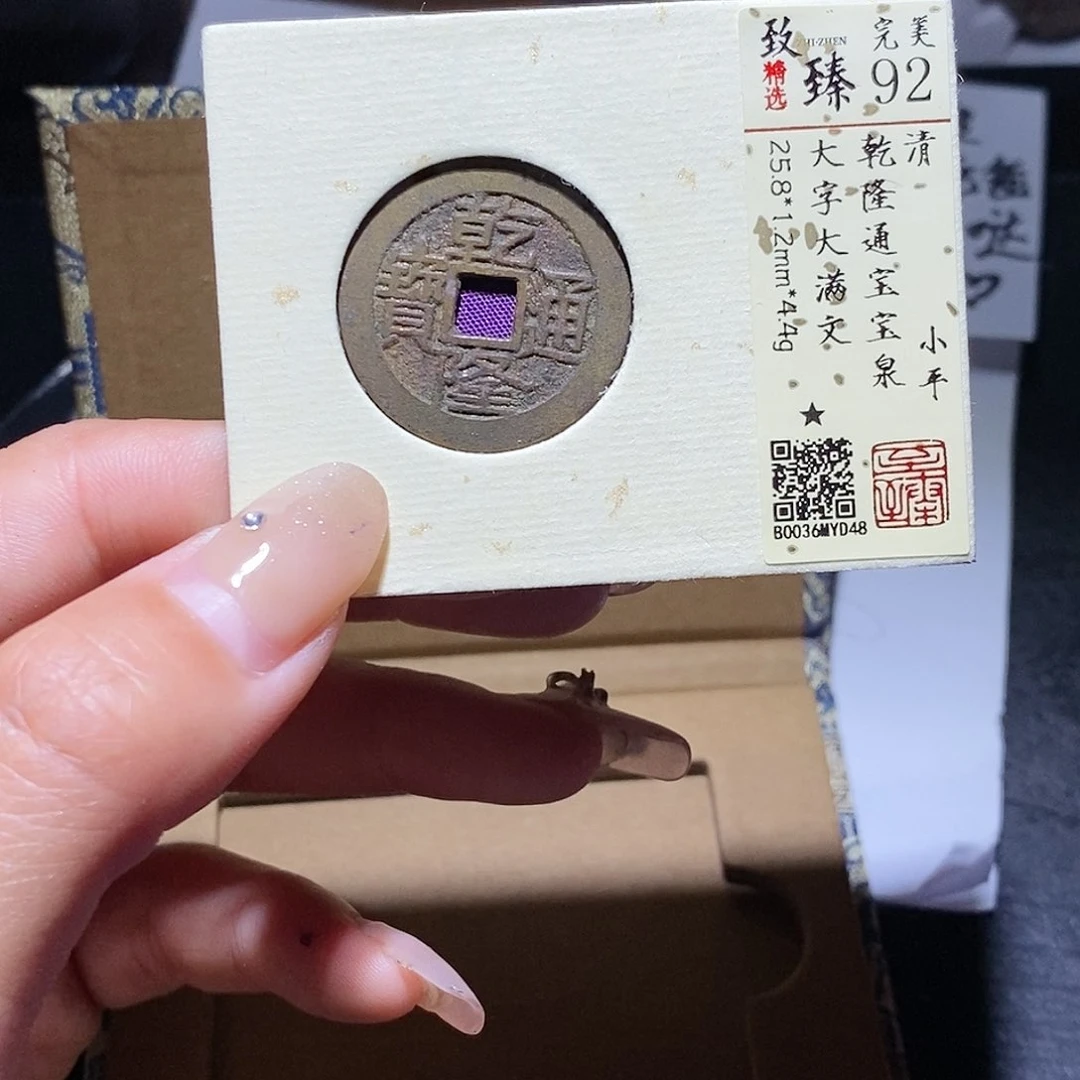 乾隆通寶
致臻
ZHI·ZHEN
精选
完美
92
清
乾隆通宝宝泉
小平
大字大满文
25.8*1.2mm*4.4g
★
B0036MYD48